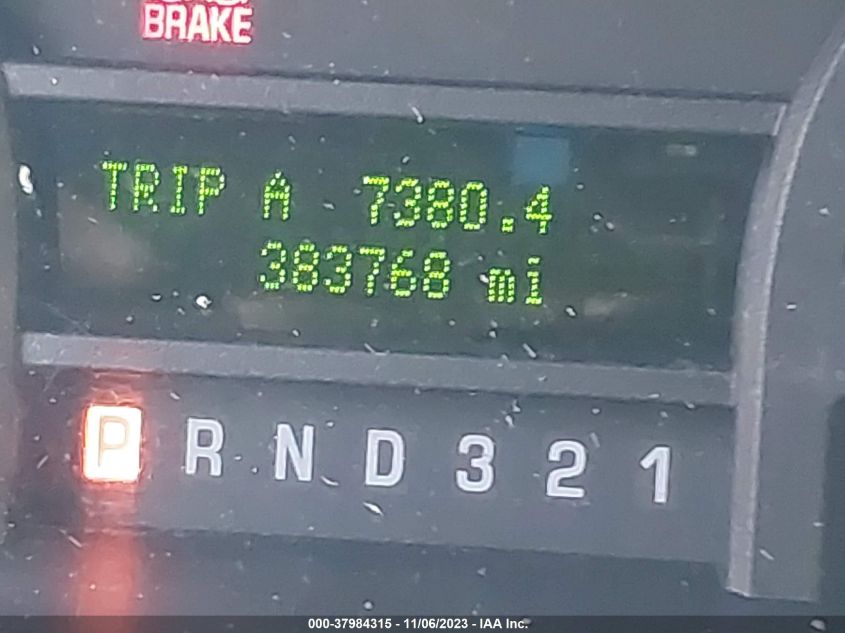 BRAKE
TRIP A 7380.4
383768 mi
P R N D 3 2 1
000-37984315 - 11/06/2023 - IAA Inc.